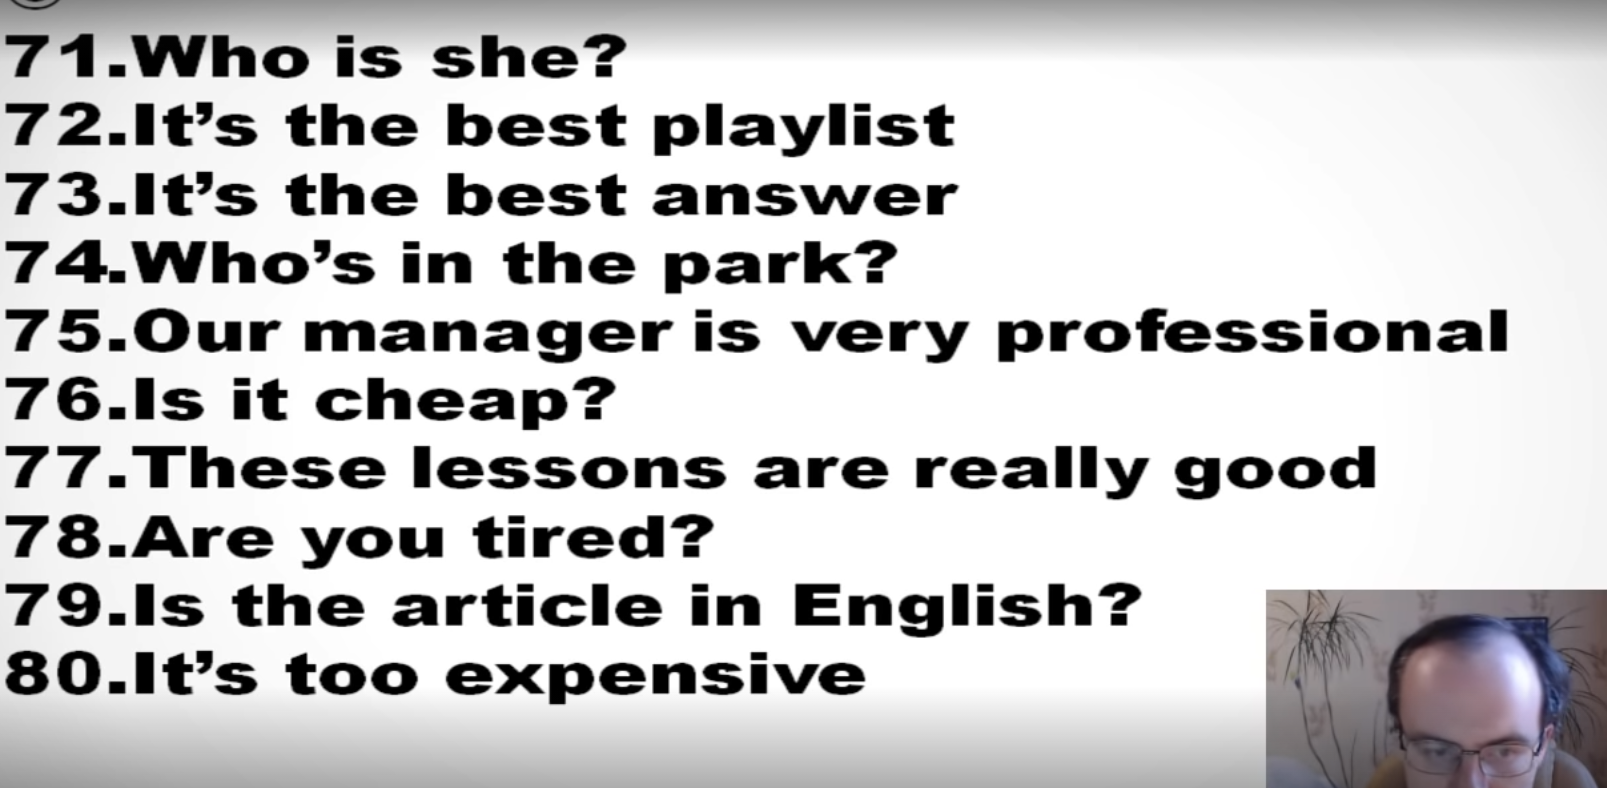 71.Who is she?
72.It’s the best playlist
73.It’s the best answer
74.Who’s in the park?
75.Our manager is very professional
76.Is it cheap?
77.These lessons are really good
78.Are you tired?
79.Is the article in English?
80.It’s too expensive